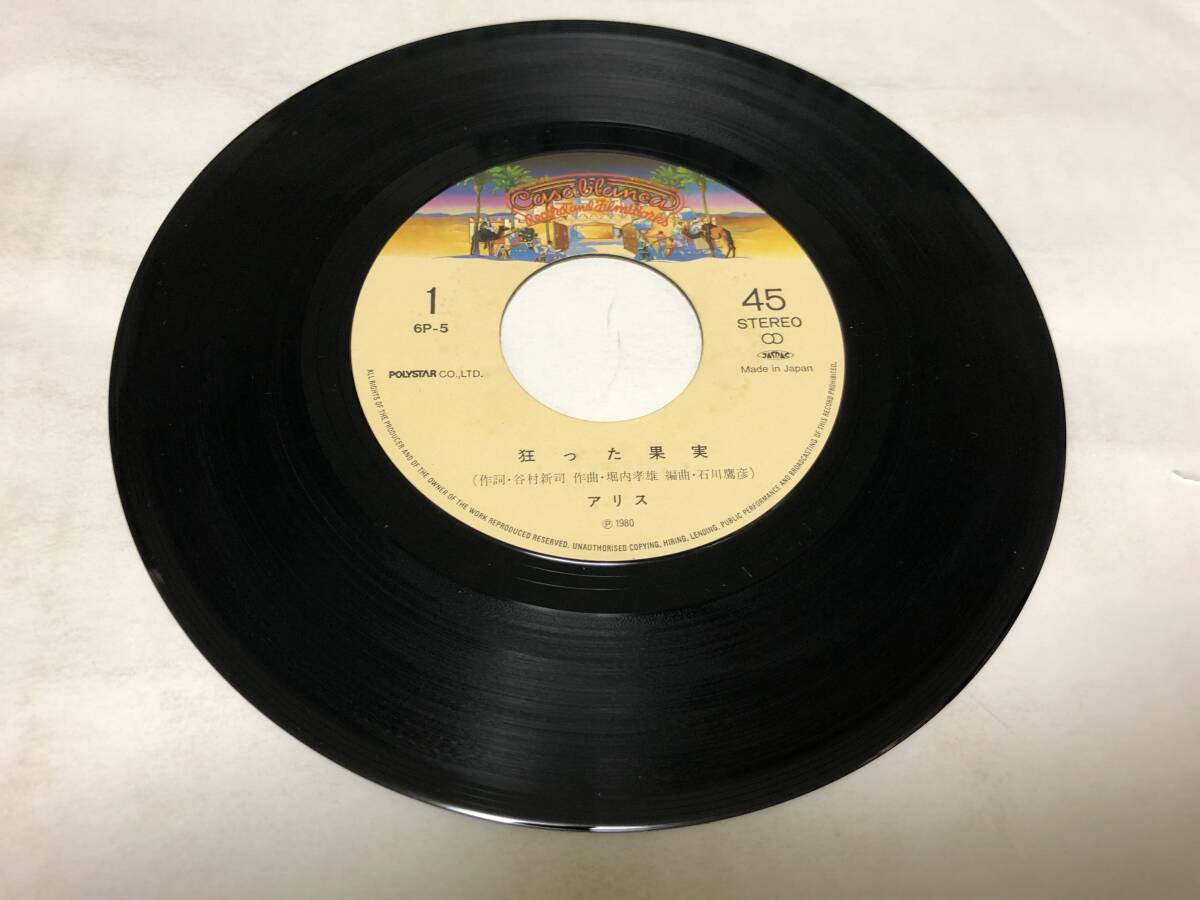 Casablanca
Record and FilmWorks
1
6P-5
45
STEREO
JASRAC
Made in Japan
POLYSTAR CO.,LTD.
狂った果実
(作詞・谷村新司 作曲・堀内孝雄 編曲・石川鷹彦)
アリス
Ⓟ 1980
ALL RIGHTS OF THE PRODUCER AND OF THE OWNER OF THE WORK REPRODUCED RESERVED. UNAUTHORISED COPYING, HIRING, LENDING, PUBLIC PERFORMANCE AND BROADCASTING OF THIS RECORD PROHIBITED.